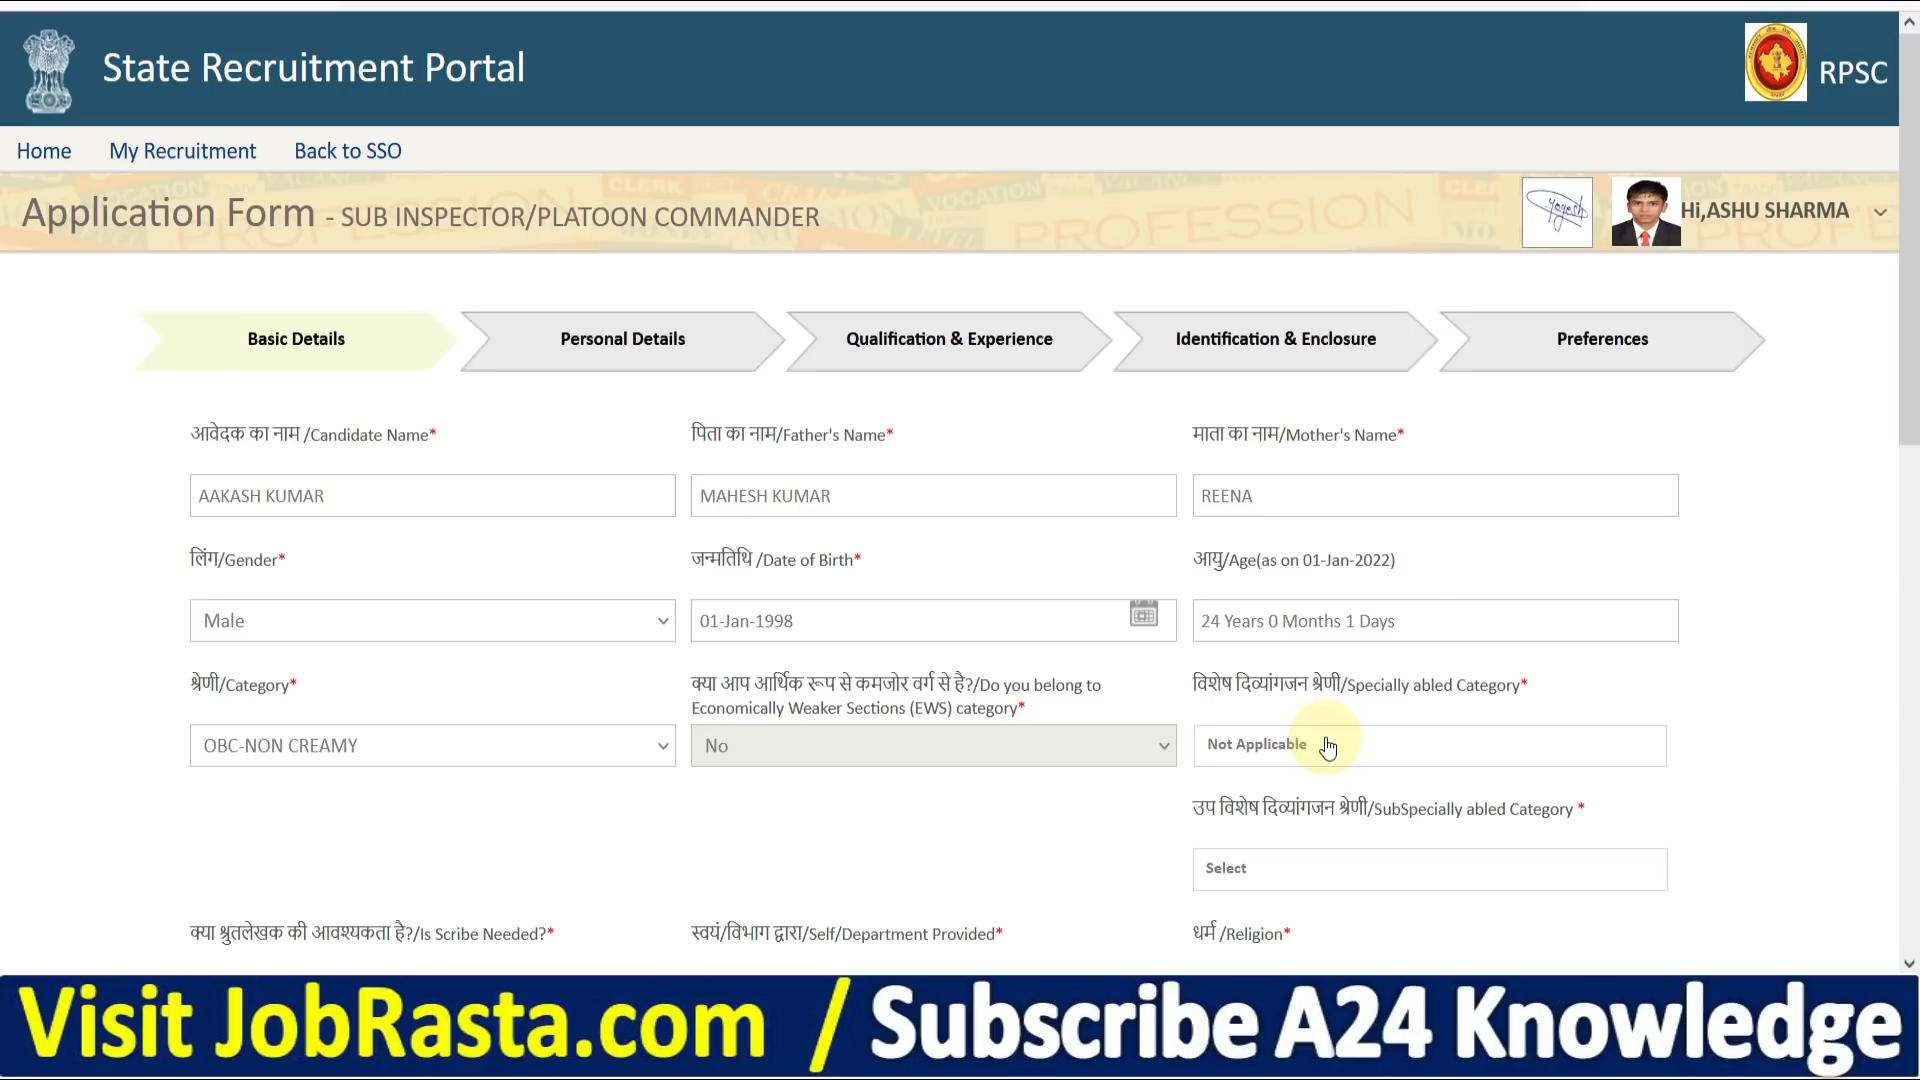 State Recruitment Portal
RPSC
Home My Recruitment Back to SSO
Application Form - SUB INSPECTOR/PLATOON COMMANDER
Hi,ASHU SHARMA
Basic Details Personal Details Qualification & Experience Identification & Enclosure Preferences
आवेदक का नाम /Candidate Name* पिता का नाम/Father's Name* माता का नाम/Mother's Name*
AAKASH KUMAR MAHESH KUMAR REENA
लिंग/Gender* जन्मतिथि /Date of Birth* आयु/Age(as on 01-Jan-2022)
Male 01-Jan-1998 24 Years 0 Months 1 Days
श्रेणी/Category* क्या आप आर्थिक रूप से कमजोर वर्ग से है?/Do you belong to विशेष दिव्यांगजन श्रेणी/Specially abled Category*
Economically Weaker Sections (EWS) category*
OBC-NON CREAMY No Not Applicable
उप विशेष दिव्यांगजन श्रेणी/SubSpecially abled Category *
Select
क्या श्रुतलेखक की आवश्यकता है?/Is Scribe Needed?* स्वयं/विभाग द्वारा/Self/Department Provided* धर्म /Religion*
Visit JobRasta.com / Subscribe A24 Knowledge